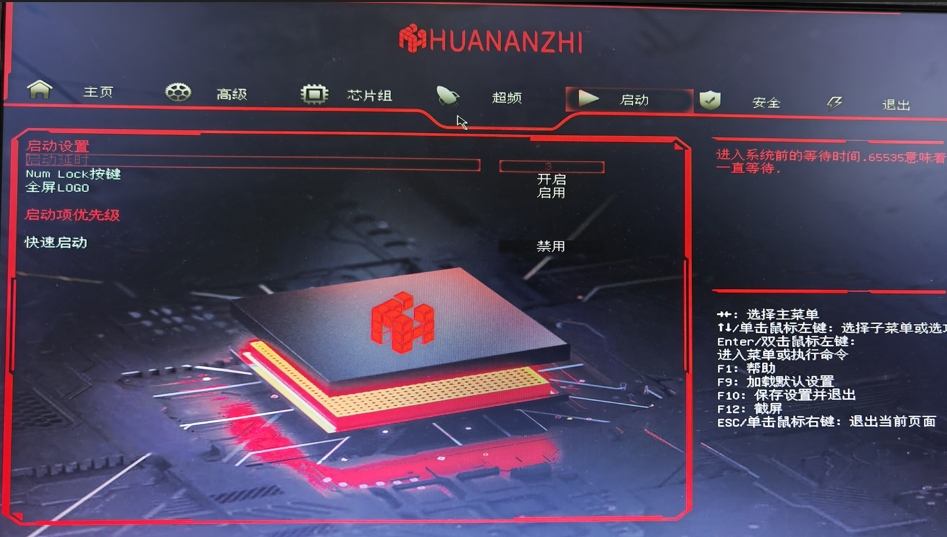 HUANANZHI
主页 高级 芯片组 超频 启动 安全 退出
启动设置
启动延时 3
Num Lock按键 开启
全屏LOGO 启用
启动项优先级
快速启动 禁用
进入系统前的等待时间.65535意味着
一直等待.
→←: 选择主菜单
↑↓/单击鼠标左键: 选择子菜单或选项
Enter/双击鼠标左键:
进入菜单或执行命令
F1: 帮助
F9: 加载默认设置
F10: 保存设置并退出
F12: 截屏
ESC/单击鼠标右键: 退出当前页面